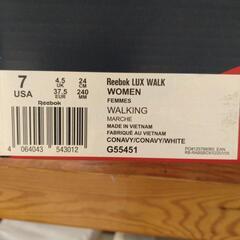 7
USA
4.5
UK
24
CM
37.5
EUR
240
MM
Reebok
Reebok LUX WALK
WOMEN
FEMMES
WALKING
MARCHE
MADE IN VIETNAM
FABRIQUÉ AU VIETNAM
CONAVY/CONAVY/WHITE
G55451
4 064043 543012